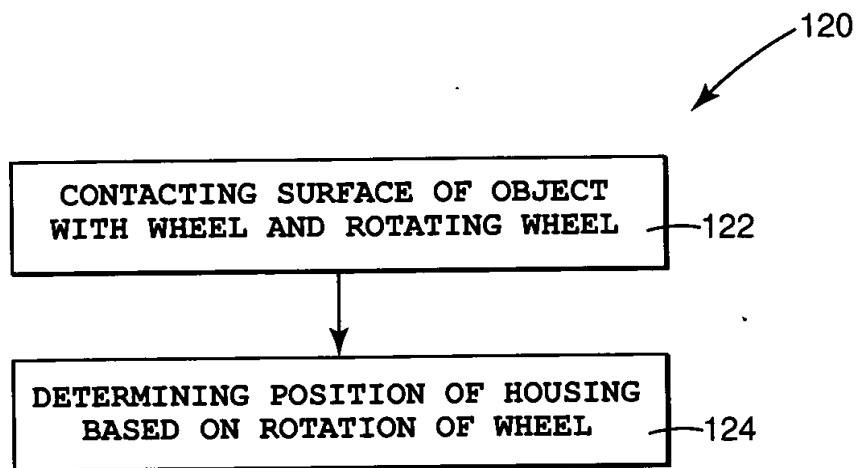 120
CONTACTING SURFACE OF OBJECT
WITH WHEEL AND ROTATING WHEEL
122
DETERMINING POSITION OF HOUSING
BASED ON ROTATION OF WHEEL
124